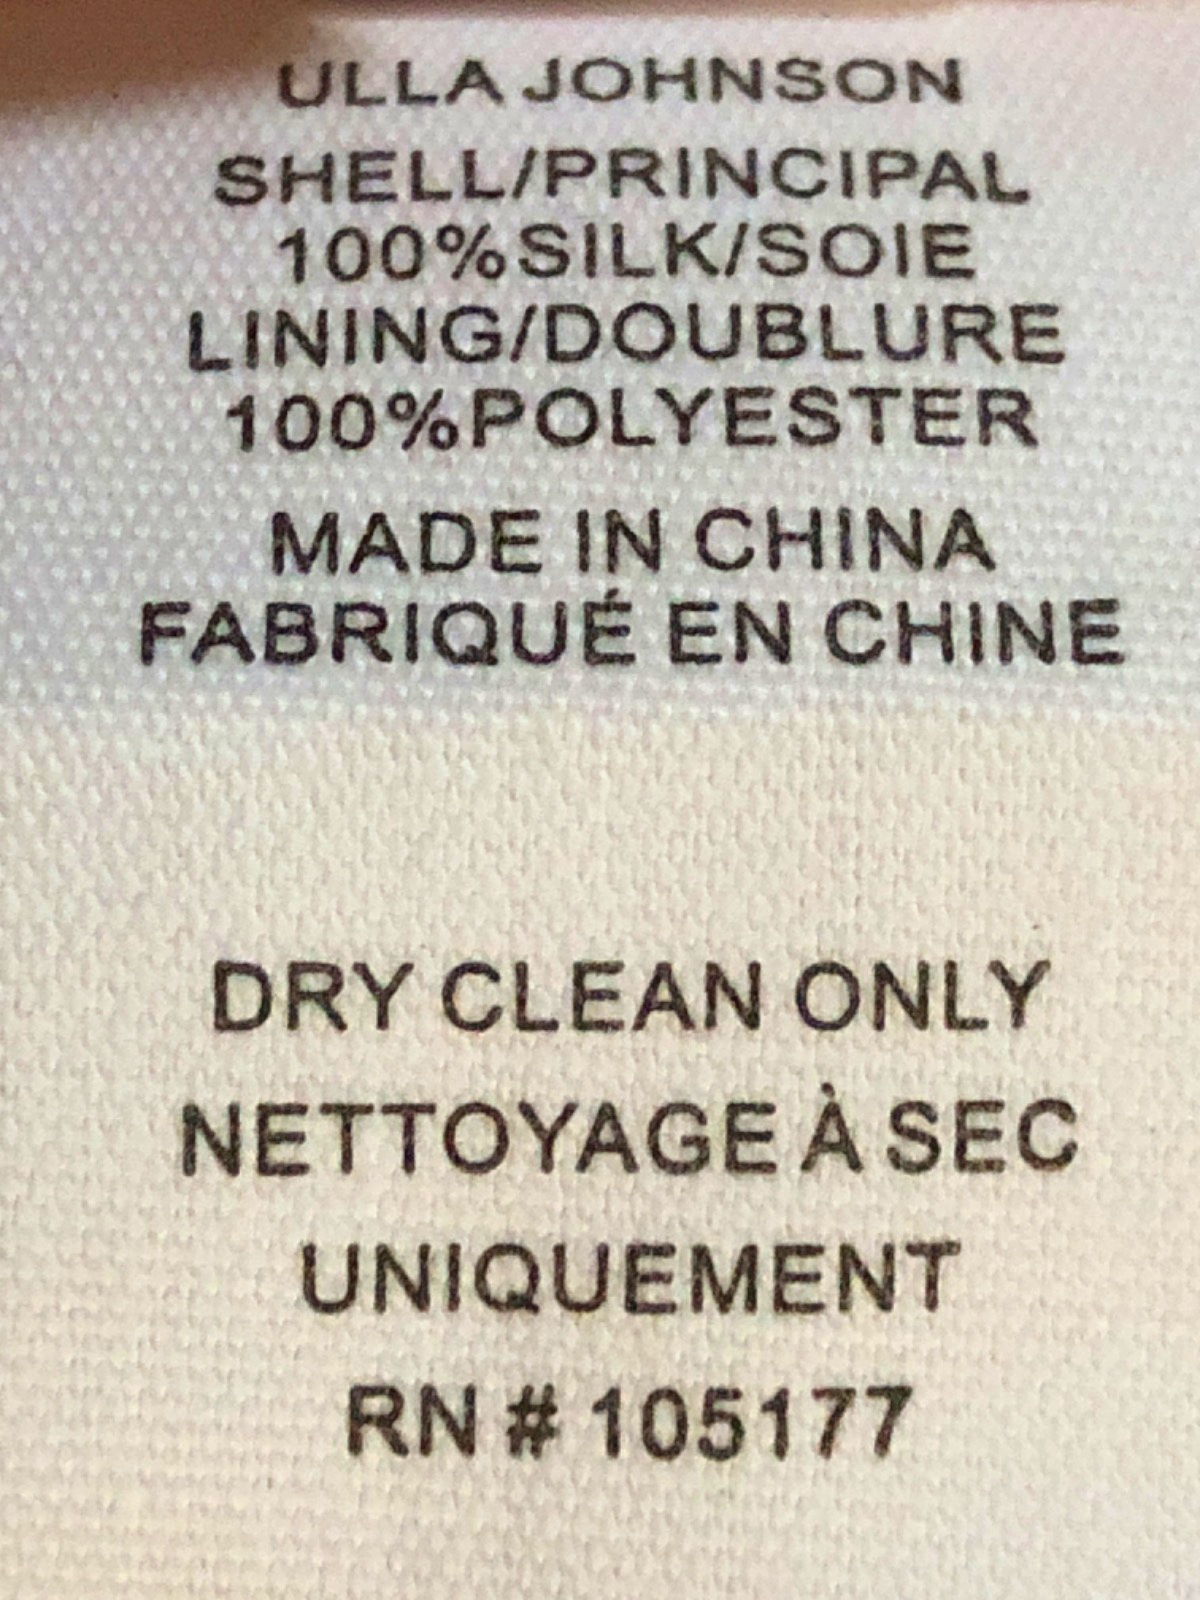 ULLA JOHNSON
SHELL/PRINCIPAL
100%SILK/SOIE
LINING/DOUBLURE
100%POLYESTER
MADE IN CHINA
FABRIQUÉ EN CHINE
DRY CLEAN ONLY
NETTOYAGE À SEC
UNIQUEMENT
RN # 105177